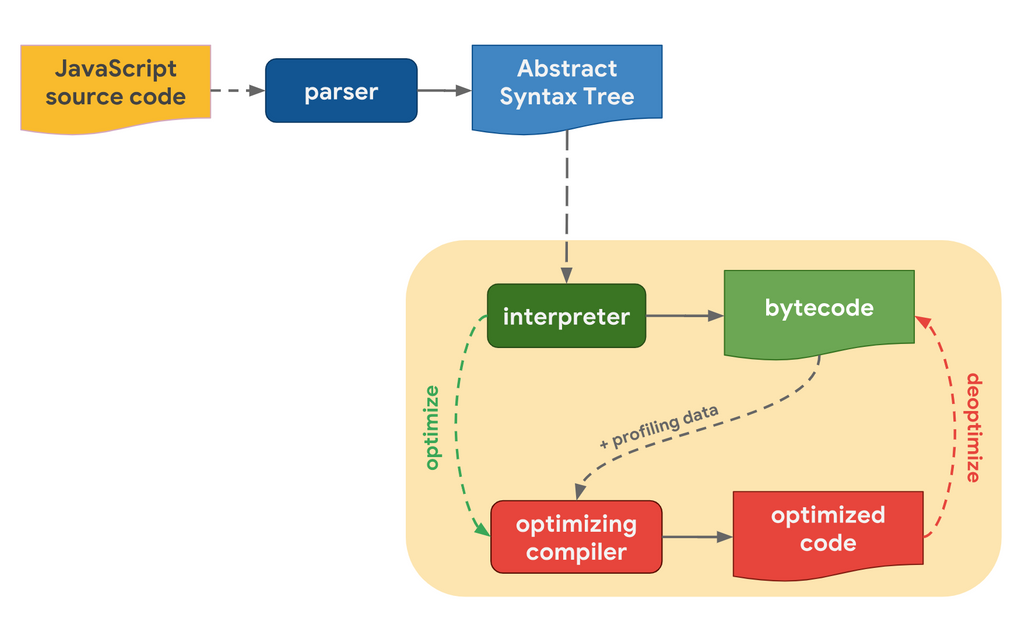 JavaScript
source code
parser
Abstract
Syntax Tree
interpreter
bytecode
optimize
+ profiling data
deoptimize
optimizing
compiler
optimized
code